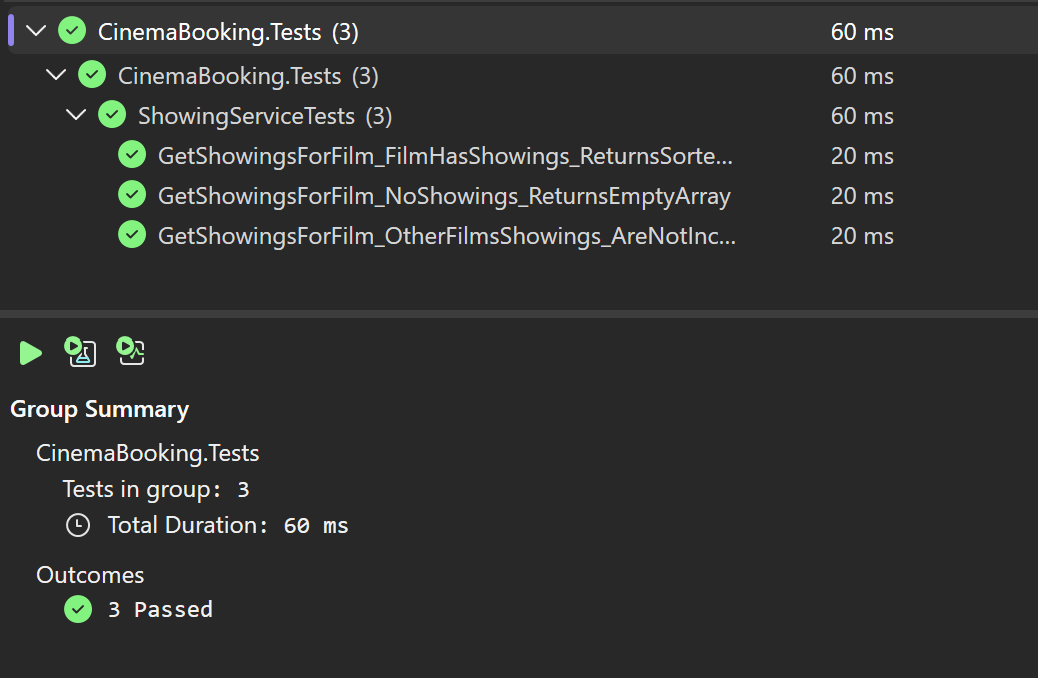 CinemaBooking.Tests (3) 60 ms
CinemaBooking.Tests (3) 60 ms
ShowingServiceTests (3) 60 ms
GetShowingsForFilm_FilmHasShowings_ReturnsSorte... 20 ms
GetShowingsForFilm_NoShowings_ReturnsEmptyArray 20 ms
GetShowingsForFilm_OtherFilmsShowings_AreNotInc... 20 ms
Group Summary
CinemaBooking.Tests
Tests in group: 3
Total Duration: 60 ms
Outcomes
3 Passed